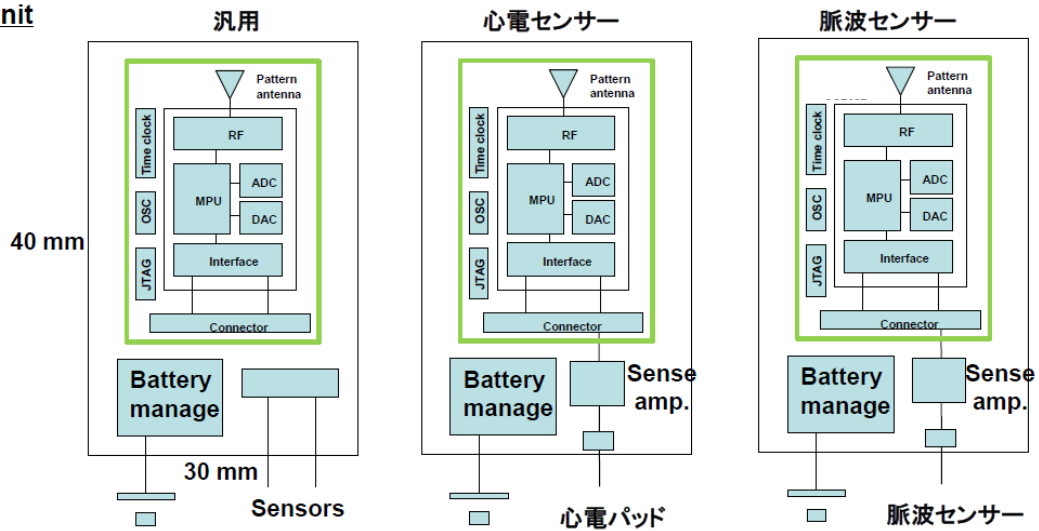 nit
汎用
心電センサー
脈波センサー
Pattern
antenna
Time clock
RF
MPU
ADC
DAC
OSC
JTAG
Interface
Connector
Battery
manage
40 mm
30 mm
Sensors
Pattern
antenna
Time clock
RF
MPU
ADC
DAC
OSC
JTAG
Interface
Connector
Battery
manage
Sense
amp.
心電パッド
Pattern
antenna
Time clock
RF
MPU
ADC
DAC
OSC
JTAG
Interface
Connector
Battery
manage
Sense
amp.
脈波センサー